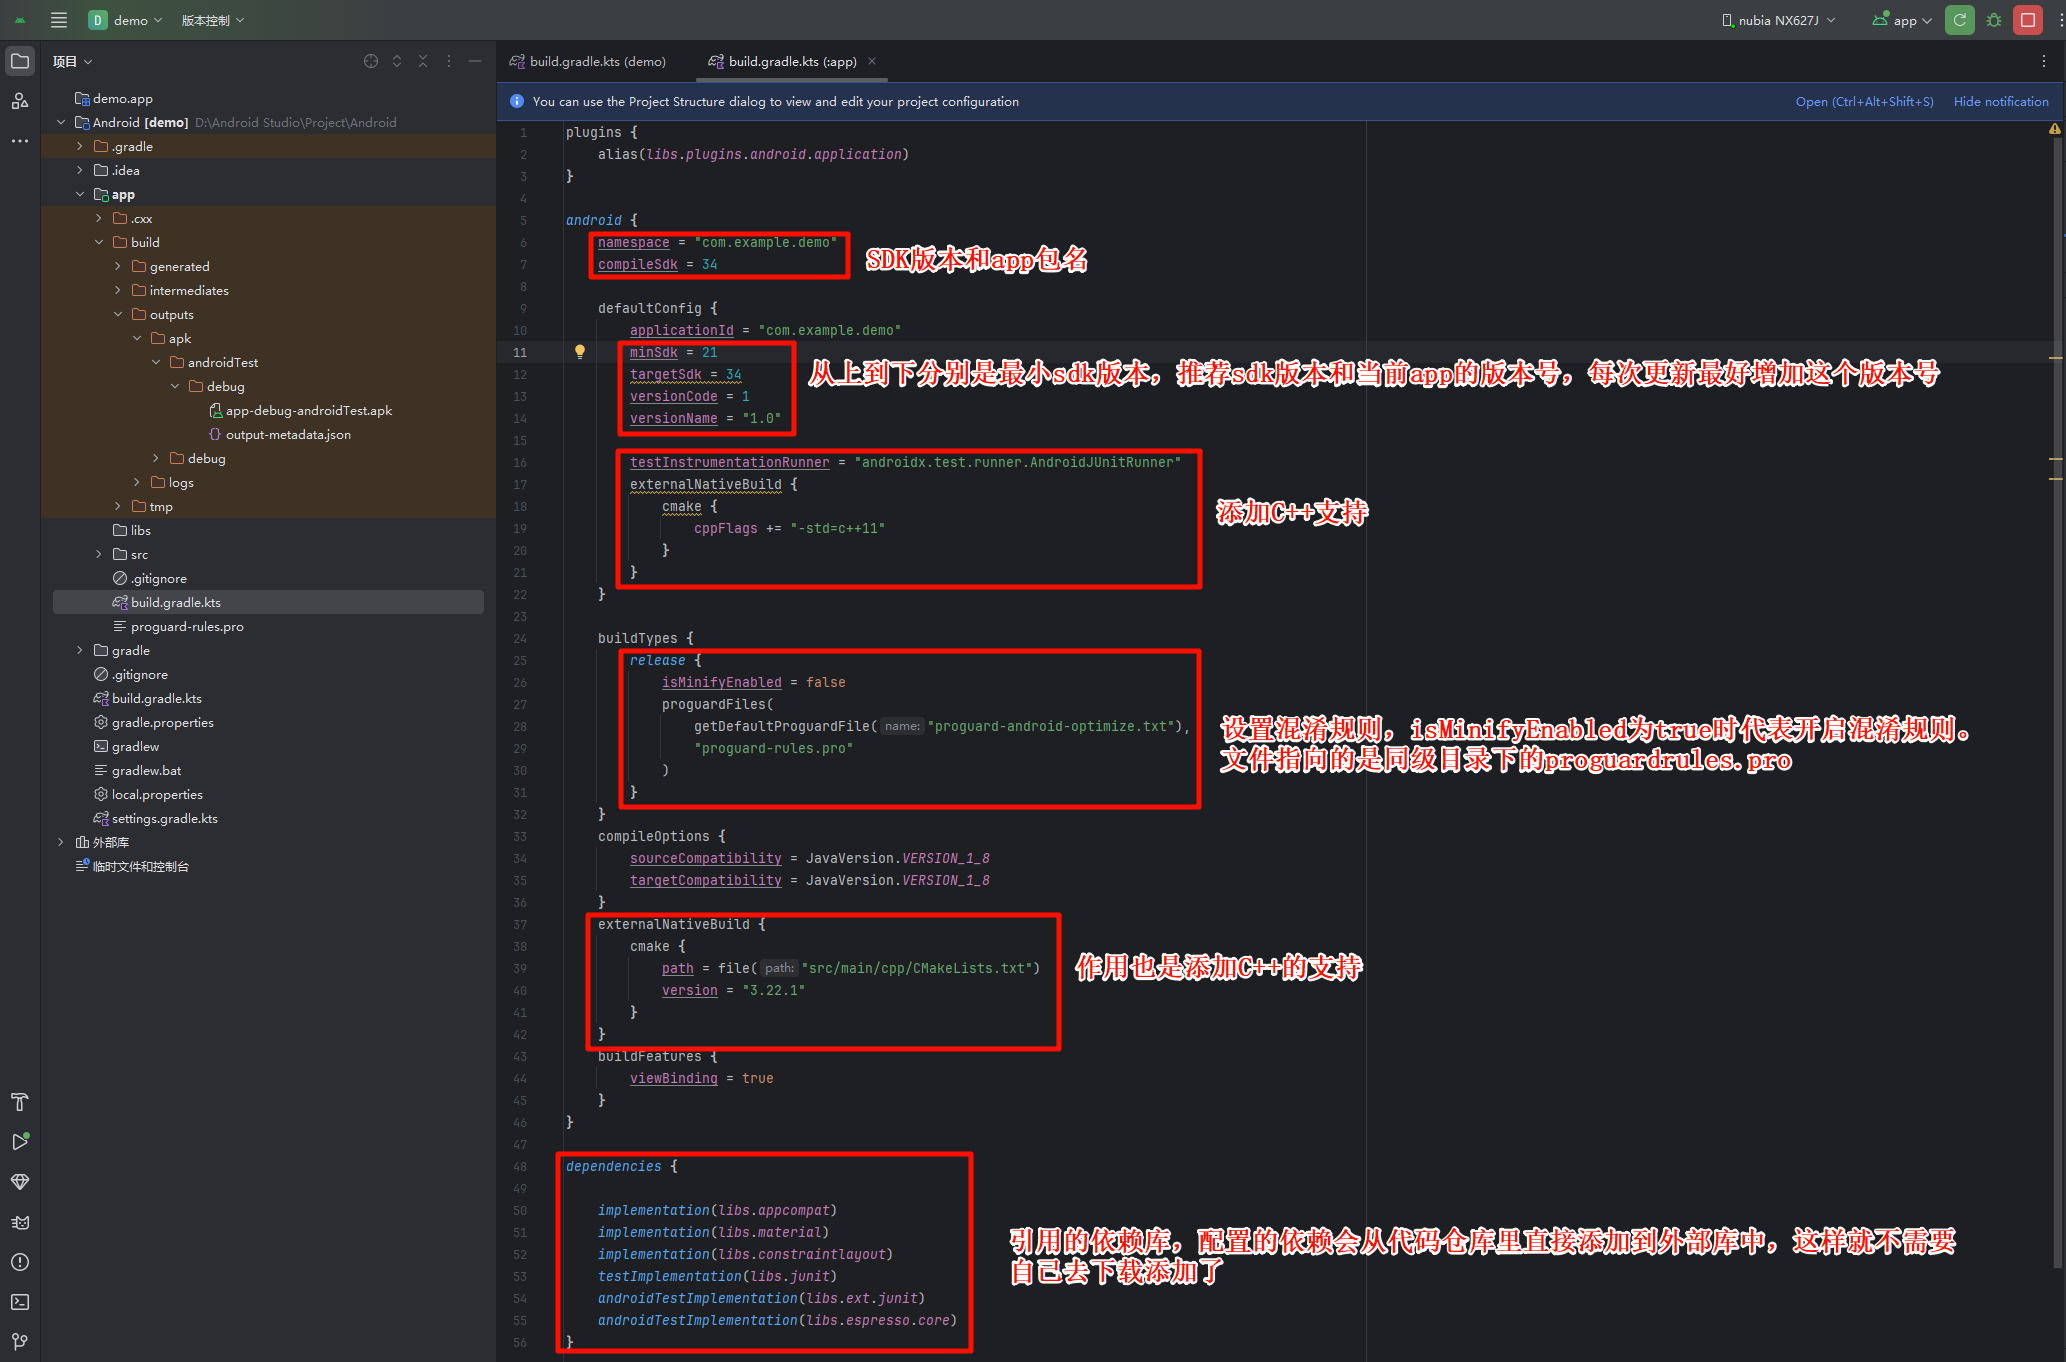 D demo 版本控制 nubia NX627J app
项目
build.gradle.kts (demo) build.gradle.kts (:app)
You can use the Project Structure dialog to view and edit your project configuration Open (Ctrl+Alt+Shift+S) Hide notification
demo.app
Android [demo] D:\Android Studio\Project\Android
.gradle
.idea
app
.cxx
build
generated
intermediates
outputs
apk
androidTest
debug
app-debug-androidTest.apk
output-metadata.json
debug
logs
tmp
libs
src
.gitignore
build.gradle.kts
proguard-rules.pro
gradle
.gitignore
build.gradle.kts
gradle.properties
gradlew
gradlew.bat
local.properties
settings.gradle.kts
外部库
临时文件和控制台
1 plugins {
2 alias(libs.plugins.android.application)
3 }
4
5 android {
6 namespace = "com.example.demo"
7 compileSdk = 34
SDK版本和app包名
8
9 defaultConfig {
10 applicationId = "com.example.demo"
11 minSdk = 21
12 targetSdk = 34
13 versionCode = 1
14 versionName = "1.0"
从上到下分别是最小sdk版本，推荐sdk版本和当前app的版本号，每次更新最好增加这个版本号
15
16 testInstrumentationRunner = "androidx.test.runner.AndroidJUnitRunner"
17 externalNativeBuild {
18 cmake {
19 cppFlags += "-std=c++11"
20 }
21 }
添加C++支持
22 }
23
24 buildTypes {
25 release {
26 isMinifyEnabled = false
27 proguardFiles(
28 getDefaultProguardFile( name: "proguard-android-optimize.txt"),
29 "proguard-rules.pro"
30 )
31 }
设置混淆规则，isMinifyEnabled为true时代表开启混淆规则。
文件指向的是同级目录下的proguardrules.pro
32 }
33 compileOptions {
34 sourceCompatibility = JavaVersion.VERSION_1_8
35 targetCompatibility = JavaVersion.VERSION_1_8
36 }
37 externalNativeBuild {
38 cmake {
39 path = file( path: "src/main/cpp/CMakeLists.txt")
40 version = "3.22.1"
41 }
42 }
作用也是添加C++的支持
43 buildFeatures {
44 viewBinding = true
45 }
46 }
47
48 dependencies {
49
50 implementation(libs.appcompat)
51 implementation(libs.material)
52 implementation(libs.constraintlayout)
53 testImplementation(libs.junit)
54 androidTestImplementation(libs.ext.junit)
55 androidTestImplementation(libs.espresso.core)
56 }
引用的依赖库，配置的依赖会从代码仓库里直接添加到外部库中，这样就不需要
自己去下载添加了